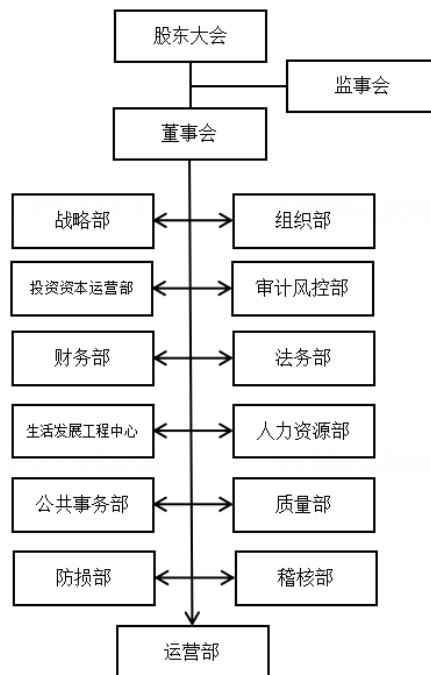 股东大会
监事会
董事会
战略部
组织部
投资资本运营部
审计风控部
财务部
法务部
生活发展工程中心
人力资源部
公共事务部
质量部
防损部
稽核部
运营部